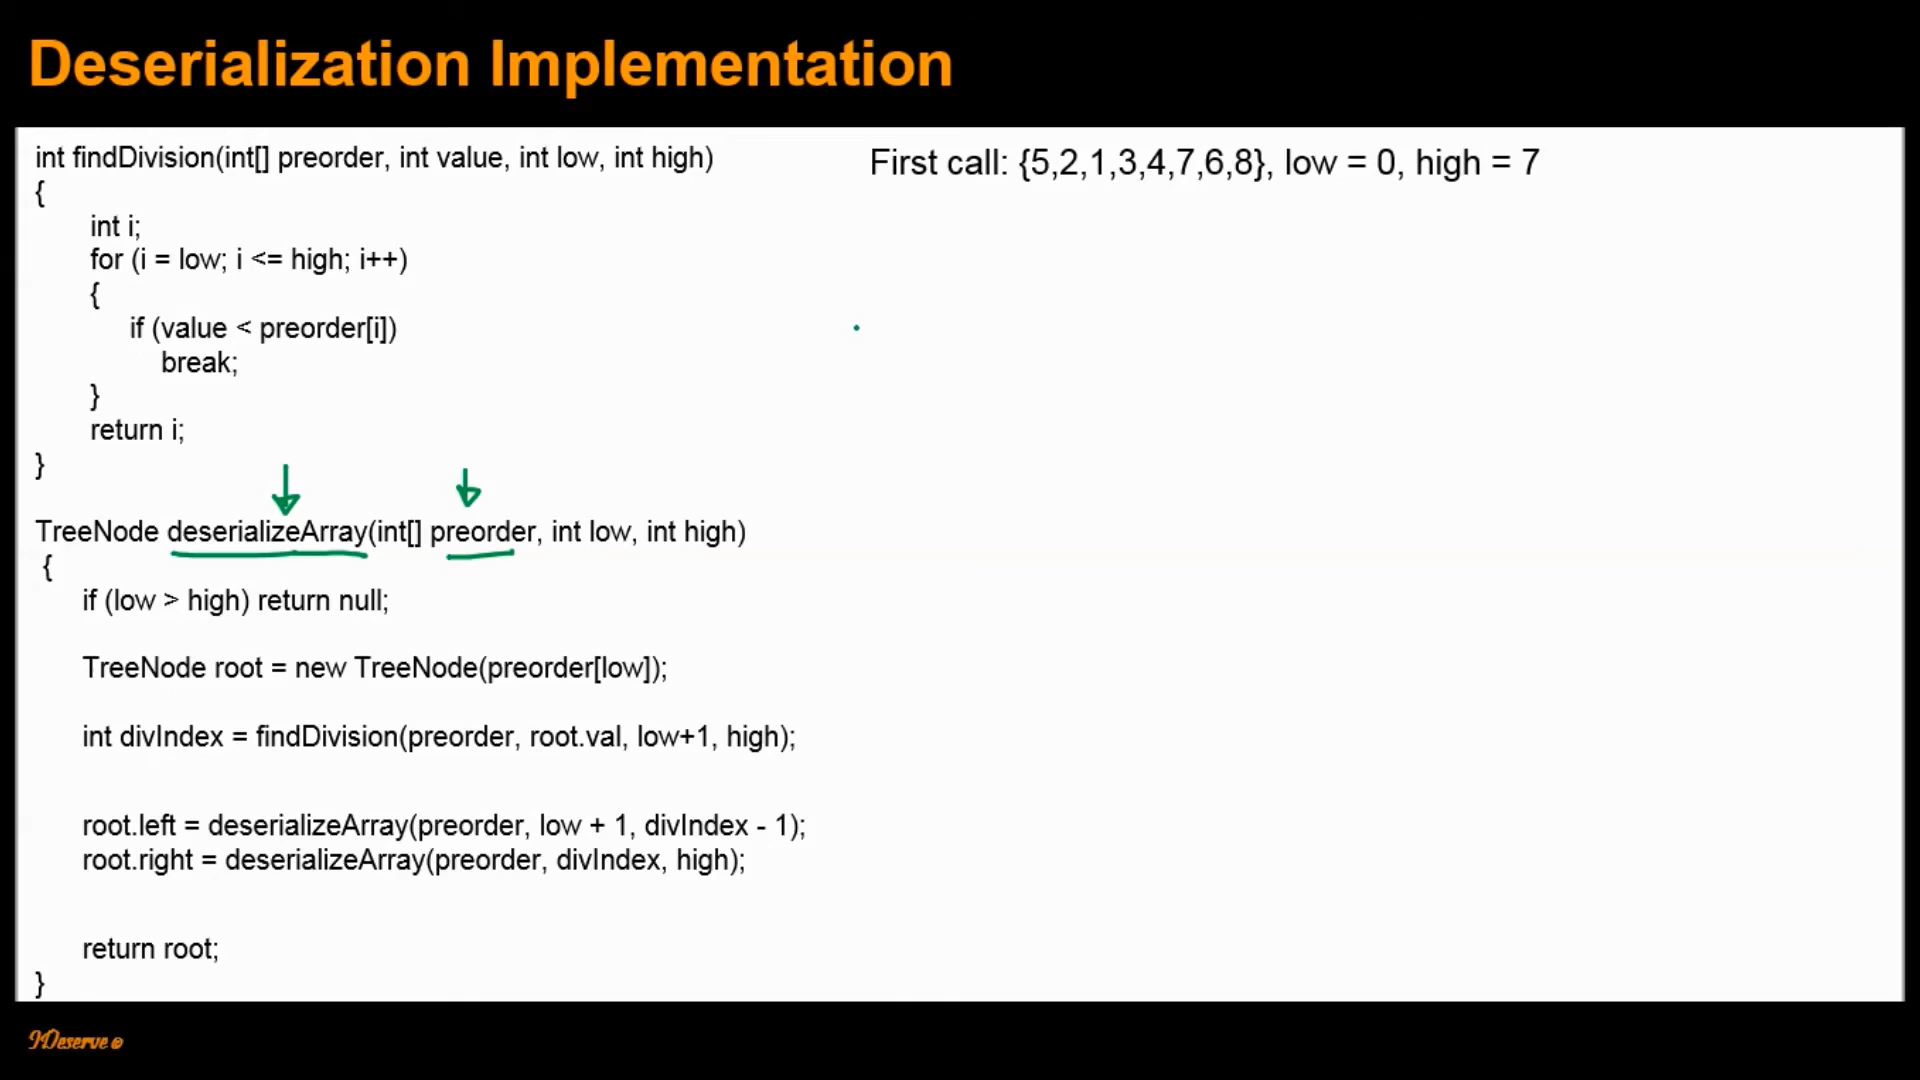 Deserialization Implementation
int findDivision(int[] preorder, int value, int low, int high)
First call: {5,2,1,3,4,7,6,8}, low = 0, high = 7
{
int i;
for (i = low; i <= high; i++)
{
if (value < preorder[i])
break;
}
return i;
}
TreeNode deserializeArray(int[] preorder, int low, int high)
{
if (low > high) return null;
TreeNode root = new TreeNode(preorder[low]);
int divIndex = findDivision(preorder, root.val, low+1, high);
root.left = deserializeArray(preorder, low + 1, divIndex - 1);
root.right = deserializeArray(preorder, divIndex, high);
return root;
}
IDeserve ©